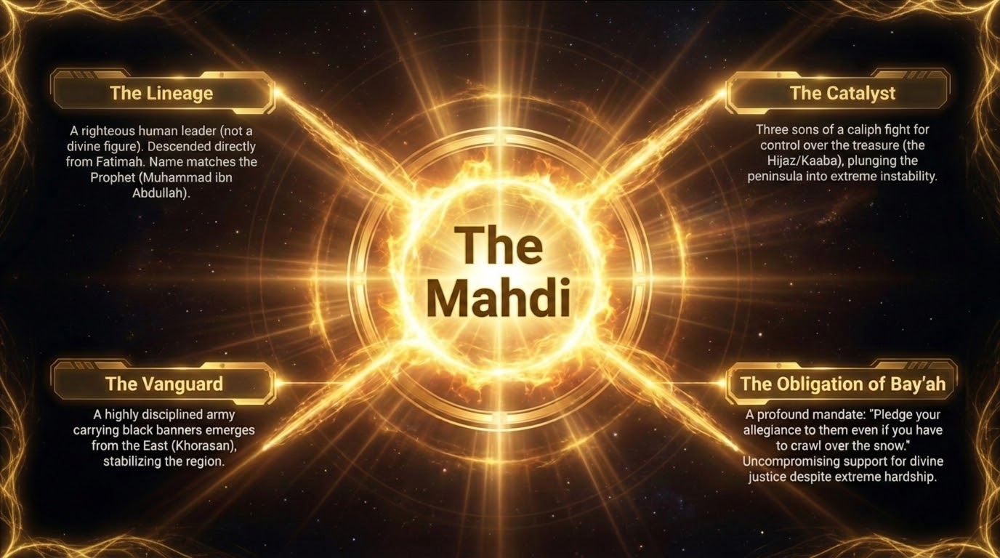 The Lineage
A righteous human leader (not a
divine figure). Descended directly
from Fatimah. Name matches the
Prophet (Muhammad ibn
Abdullah).
The Catalyst
Three sons of a caliph fight for
control over the treasure (the
Hijaz/Kaaba), plunging the
peninsula into extreme instability.
The
Mahdi
The Vanguard
A highly disciplined army
carrying black banners emerges
from the East (Khorasan),
stabilizing the region.
The Obligation of Bay'ah
A profound mandate: "Pledge your
allegiance to them even if you have
to crawl over the snow."
Uncompromising support for divine
justice despite extreme hardship.